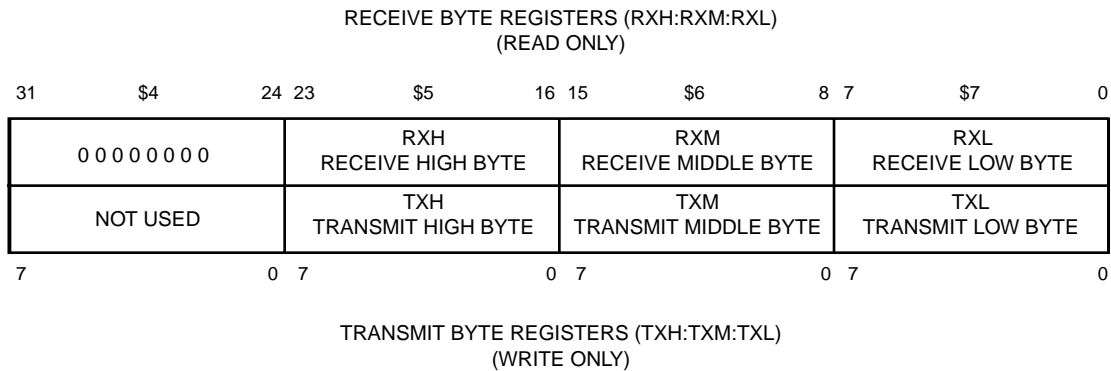 RECEIVE BYTE REGISTERS (RXH:RXM:RXL)
(READ ONLY)
31 $4 24 23 $5 16 15 $6 8 7 $7 0
0 0 0 0 0 0 0 0 RXH RXM RXL
RECEIVE HIGH BYTE RECEIVE MIDDLE BYTE RECEIVE LOW BYTE
NOT USED TXH TXM TXL
TRANSMIT HIGH BYTE TRANSMIT MIDDLE BYTE TRANSMIT LOW BYTE
7 0 7 0 7 0 7 0
TRANSMIT BYTE REGISTERS (TXH:TXM:TXL)
(WRITE ONLY)